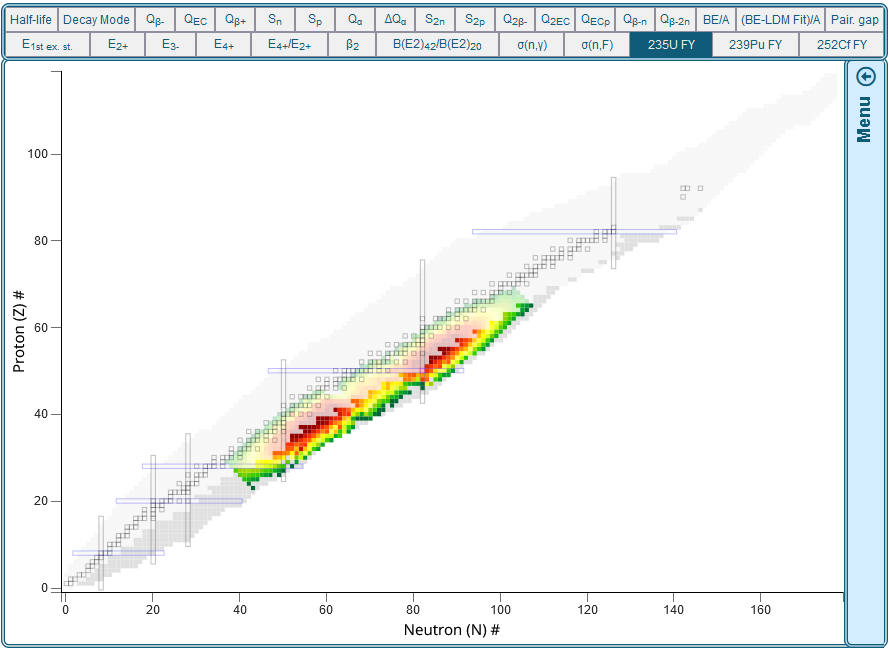 Half-life Decay Mode Qβ- QEC Qβ+ Sn Sp Qα ΔQα S2n S2p Q2β- Q2EC QECp Qβ-n Qβ-2n BE/A (BE-LDM Fit)/A Pair. gap
E1st ex. st. E2+ E3- E4+ E4+/E2+ β2 B(E2)42/B(E2)20 σ(n,γ) σ(n,F) 235U FY 239Pu FY 252Cf FY
Menu
100
80
60
40
20
0
Proton (Z) #
0 20 40 60 80 100 120 140 160
Neutron (N) #